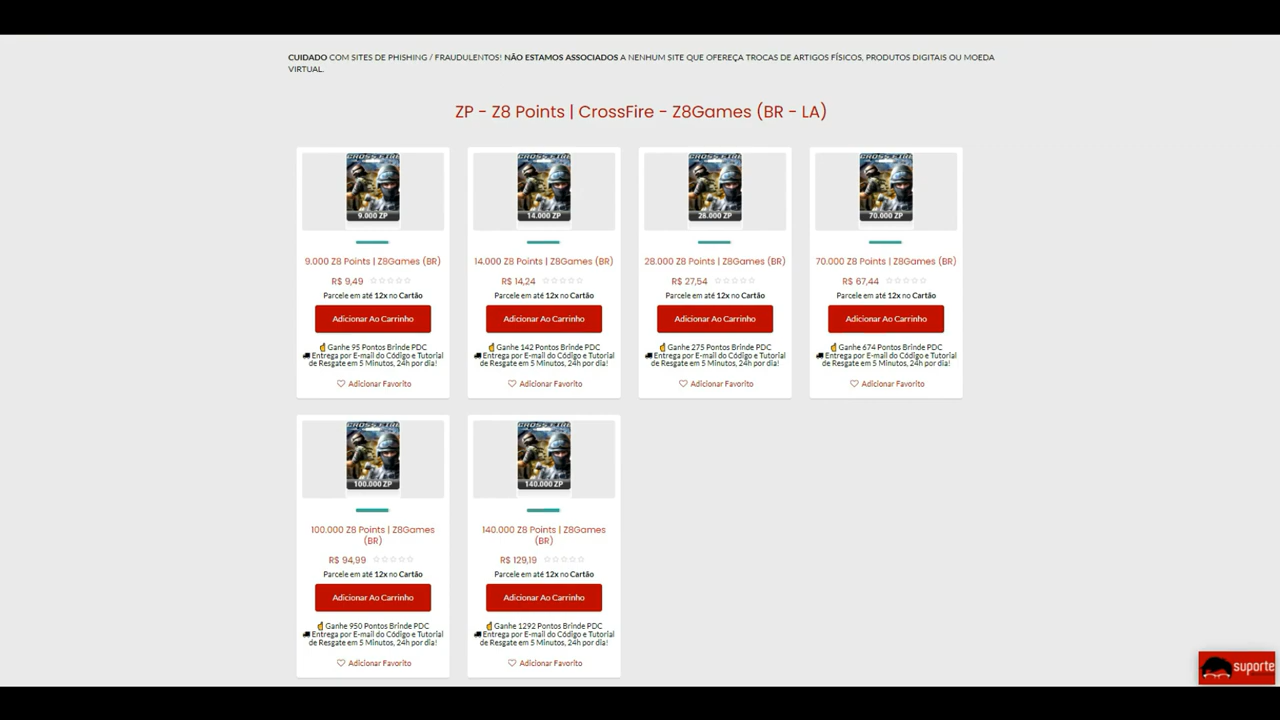 CUIDADO COM SITES DE PHISHING / FRAUDULENTOS! NÃO ESTAMOS ASSOCIADOS A NENHUM SITE QUE OFEREÇA TROCAS DE ARTIGOS FÍSICOS, PRODUTOS DIGITAIS OU MOEDA
VIRTUAL.
ZP - Z8 Points | CrossFire - Z8Games (BR - LA)
CROSS FIRE
9.000 ZP
9.000 Z8 Points | Z8Games (BR)
R$ 9,49
Parcele em até 12x no Cartão
Adicionar Ao Carrinho
Ganhe 95 Pontos Brinde PDC
Entrega por E-mail do Código e Tutorial
de Resgate em 5 Minutos, 24h por dia!
Adicionar Favorito
CROSS FIRE
14.000 ZP
14.000 Z8 Points | Z8Games (BR)
R$ 14,24
Parcele em até 12x no Cartão
Adicionar Ao Carrinho
Ganhe 142 Pontos Brinde PDC
Entrega por E-mail do Código e Tutorial
de Resgate em 5 Minutos, 24h por dia!
Adicionar Favorito
CROSS FIRE
28.000 ZP
28.000 Z8 Points | Z8Games (BR)
R$ 27,54
Parcele em até 12x no Cartão
Adicionar Ao Carrinho
Ganhe 275 Pontos Brinde PDC
Entrega por E-mail do Código e Tutorial
de Resgate em 5 Minutos, 24h por dia!
Adicionar Favorito
CROSS FIRE
70.000 ZP
70.000 Z8 Points | Z8Games (BR)
R$ 67,44
Parcele em até 12x no Cartão
Adicionar Ao Carrinho
Ganhe 674 Pontos Brinde PDC
Entrega por E-mail do Código e Tutorial
de Resgate em 5 Minutos, 24h por dia!
Adicionar Favorito
CROSS FIRE
100.000 ZP
100.000 Z8 Points | Z8Games
(BR)
R$ 94,99
Parcele em até 12x no Cartão
Adicionar Ao Carrinho
Ganhe 950 Pontos Brinde PDC
Entrega por E-mail do Código e Tutorial
de Resgate em 5 Minutos, 24h por dia!
Adicionar Favorito
CROSS FIRE
140.000 ZP
140.000 Z8 Points | Z8Games
(BR)
R$ 129,19
Parcele em até 12x no Cartão
Adicionar Ao Carrinho
Ganhe 1292 Pontos Brinde PDC
Entrega por E-mail do Código e Tutorial
de Resgate em 5 Minutos, 24h por dia!
Adicionar Favorito
suporte